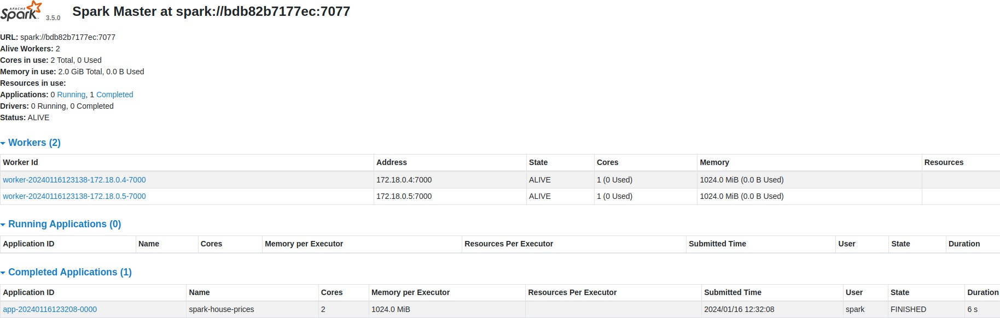 APACHE Spark 3.5.0 Spark Master at spark://bdb82b7177ec:7077
URL: spark://bdb82b7177ec:7077
Alive Workers: 2
Cores in use: 2 Total, 0 Used
Memory in use: 2.0 GiB Total, 0.0 B Used
Resources in use:
Applications: 0 Running, 1 Completed
Drivers: 0 Running, 0 Completed
Status: ALIVE
Workers (2)
Worker Id Address State Cores Memory Resources
worker-20240116123138-172.18.0.4-7000 172.18.0.4:7000 ALIVE 1 (0 Used) 1024.0 MiB (0.0 B Used)
worker-20240116123138-172.18.0.5-7000 172.18.0.5:7000 ALIVE 1 (0 Used) 1024.0 MiB (0.0 B Used)
Running Applications (0)
Application ID Name Cores Memory per Executor Resources Per Executor Submitted Time User State Duration
Completed Applications (1)
Application ID Name Cores Memory per Executor Resources Per Executor Submitted Time User State Duration
app-20240116123208-0000 spark-house-prices 2 1024.0 MiB 2024/01/16 12:32:08 spark FINISHED 6 s